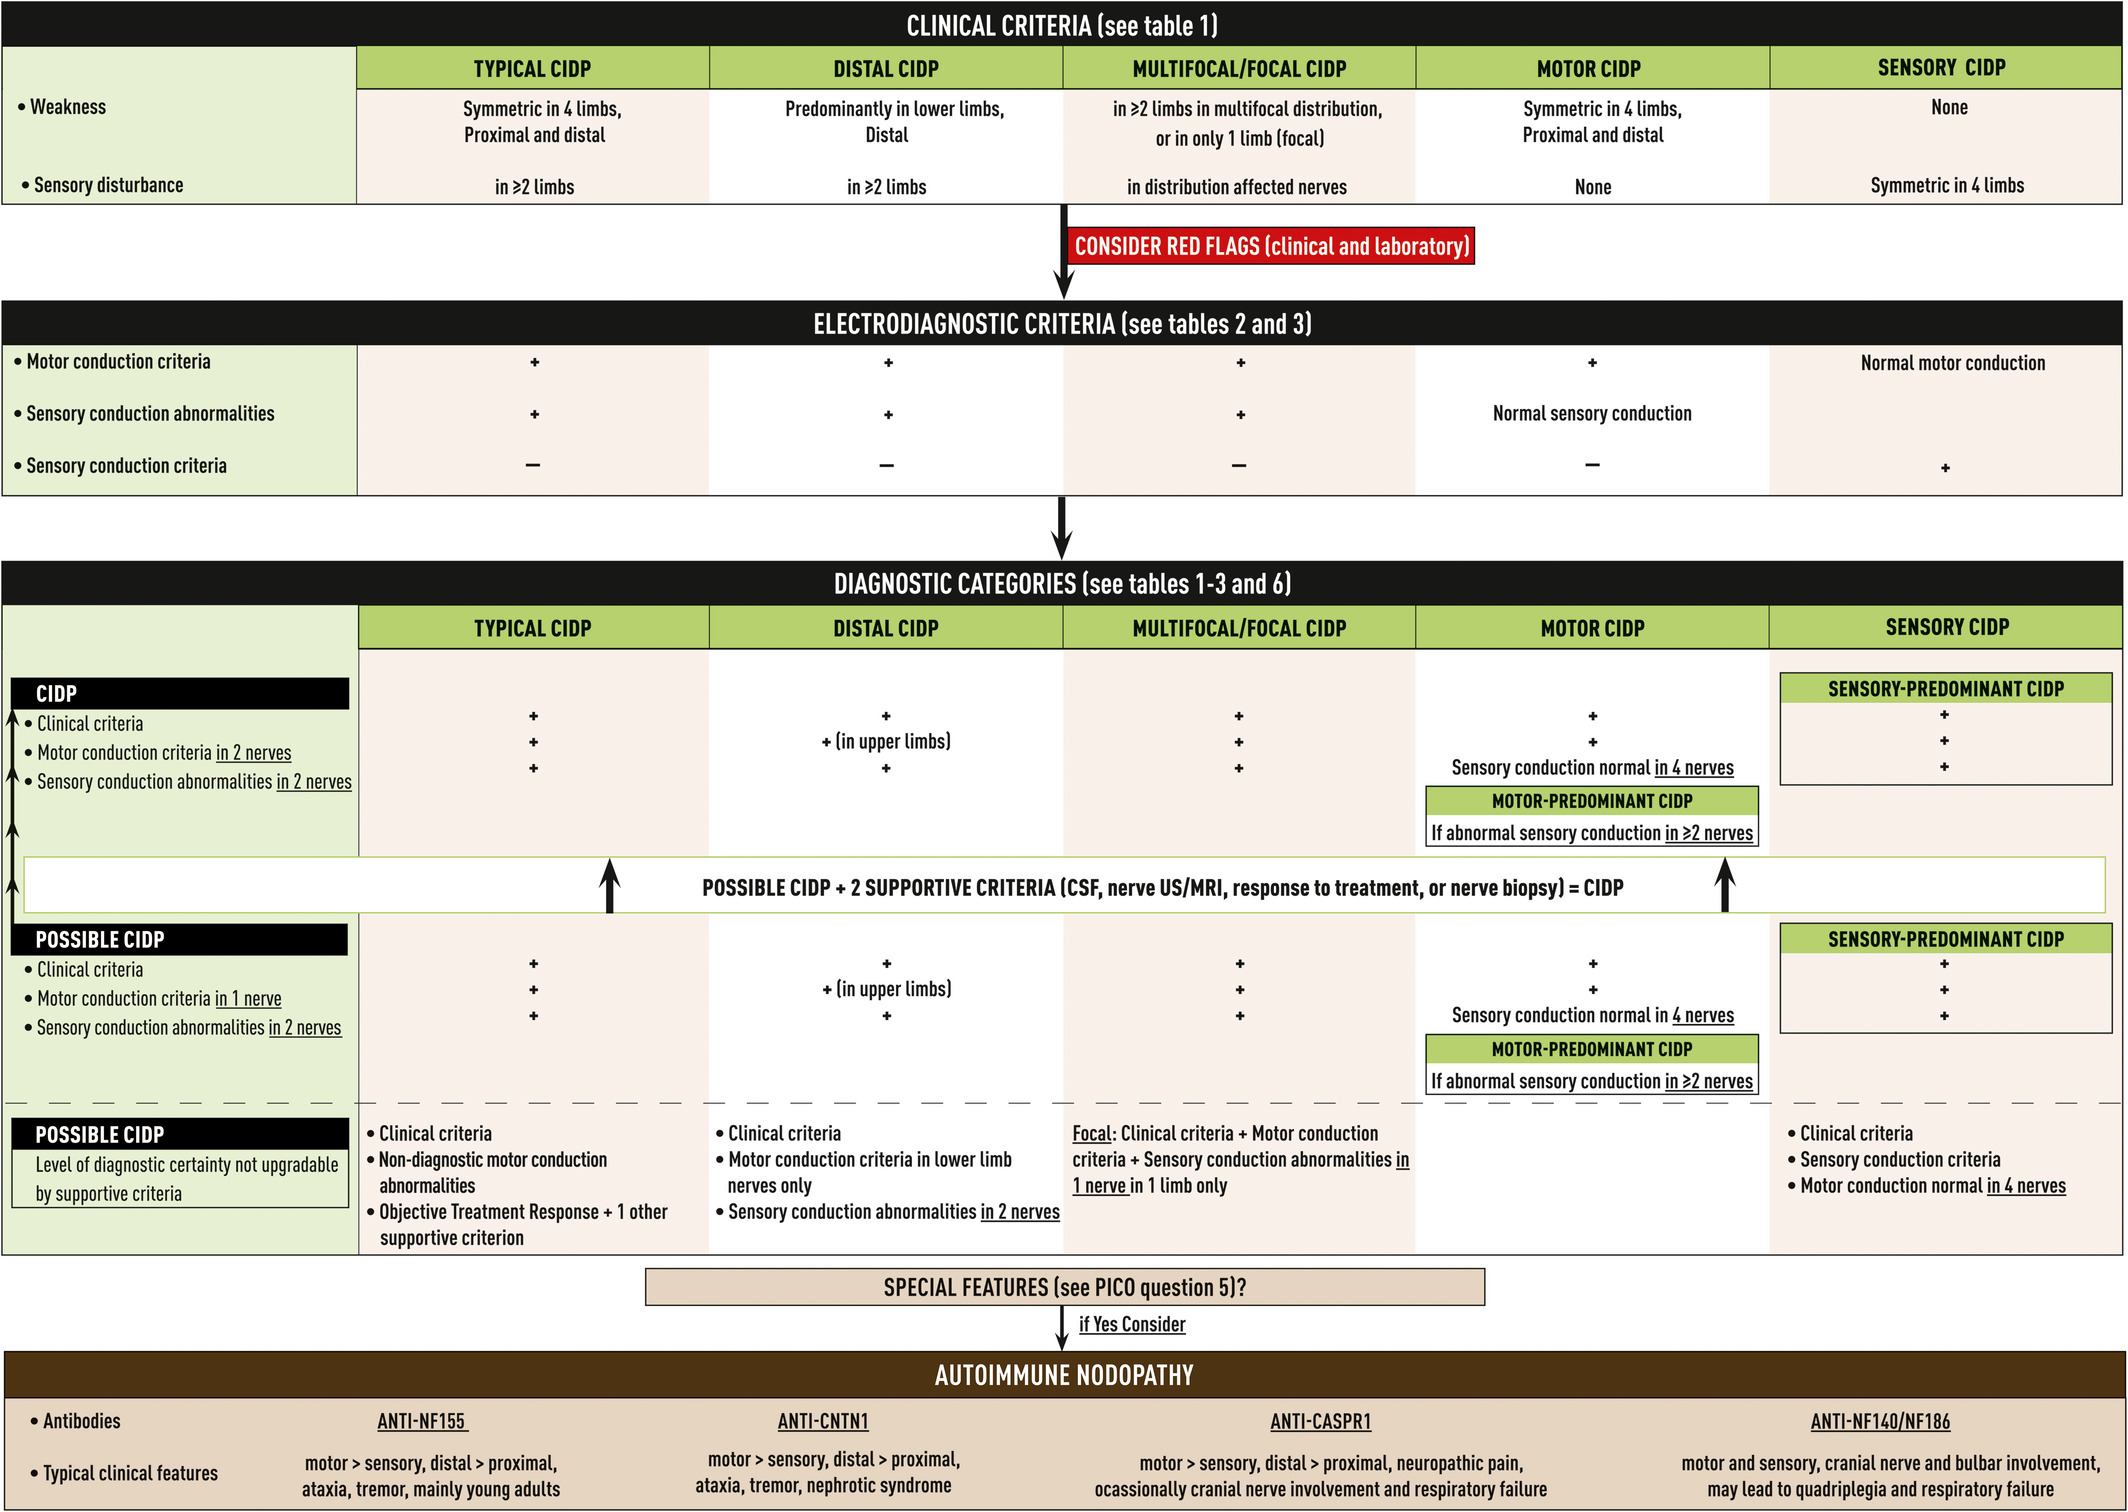 CLINICAL CRITERIA (see table 1)
TYPICAL CIDP DISTAL CIDP MULTIFOCAL/FOCAL CIDP MOTOR CIDP SENSORY CIDP
• Weakness Symmetric in 4 limbs, Predominantly in lower limbs, in ≥2 limbs in multifocal distribution, Symmetric in 4 limbs, None
Proximal and distal Distal or in only 1 limb (focal) Proximal and distal
• Sensory disturbance in ≥2 limbs in ≥2 limbs in distribution affected nerves None Symmetric in 4 limbs
CONSIDER RED FLAGS (clinical and laboratory)
ELECTRODIAGNOSTIC CRITERIA (see tables 2 and 3)
• Motor conduction criteria + + + + Normal motor conduction
• Sensory conduction abnormalities + + + Normal sensory conduction
• Sensory conduction criteria — — — — +
DIAGNOSTIC CATEGORIES (see tables 1-3 and 6)
TYPICAL CIDP DISTAL CIDP MULTIFOCAL/FOCAL CIDP MOTOR CIDP SENSORY CIDP
CIDP SENSORY-PREDOMINANT CIDP
• Clinical criteria + + + + +
• Motor conduction criteria in 2 nerves + + (in upper limbs) + + +
• Sensory conduction abnormalities in 2 nerves + + + Sensory conduction normal in 4 nerves +
MOTOR-PREDOMINANT CIDP
If abnormal sensory conduction in ≥2 nerves
POSSIBLE CIDP + 2 SUPPORTIVE CRITERIA (CSF, nerve US/MRI, response to treatment, or nerve biopsy) = CIDP
POSSIBLE CIDP SENSORY-PREDOMINANT CIDP
• Clinical criteria + + + + +
• Motor conduction criteria in 1 nerve + + (in upper limbs) + + +
• Sensory conduction abnormalities in 2 nerves + + + Sensory conduction normal in 4 nerves +
MOTOR-PREDOMINANT CIDP
If abnormal sensory conduction in ≥2 nerves
POSSIBLE CIDP
Level of diagnostic certainty not upgradable
by supportive criteria
• Clinical criteria
• Non-diagnostic motor conduction
abnormalities
• Objective Treatment Response + 1 other
supportive criterion
• Clinical criteria
• Motor conduction criteria in lower limb
nerves only
• Sensory conduction abnormalities in 2 nerves
Focal: Clinical criteria + Motor conduction
criteria + Sensory conduction abnormalities in
1 nerve in 1 limb only
• Clinical criteria
• Sensory conduction criteria
• Motor conduction normal in 4 nerves
SPECIAL FEATURES (see PICO question 5)?
if Yes Consider
AUTOIMMUNE NODOPATHY
• Antibodies ANTI-NF155 ANTI-CNTN1 ANTI-CASPR1 ANTI-NF140/NF186
• Typical clinical features
motor > sensory, distal > proximal,
ataxia, tremor, mainly young adults
motor > sensory, distal > proximal,
ataxia, tremor, nephrotic syndrome
motor > sensory, distal > proximal, neuropathic pain,
ocassionally cranial nerve involvement and respiratory failure
motor and sensory, cranial nerve and bulbar involvement,
may lead to quadriplegia and respiratory failure